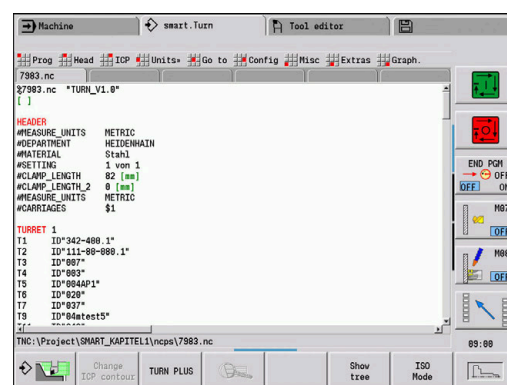 Machine smart.Turn Tool editor
Prog Head ICP Units» Go to Config Misc Extras Graph.
7983.nc
%7983.nc "TURN_V1.0"
[ ]
HEADER
#MEASURE_UNITS METRIC
#DEPARTMENT HEIDENHAIN
#MATERIAL Stahl
#SETTING 1 von 1
#CLAMP_LENGTH 82 [mm]
#CLAMP_LENGTH_2 0 [mm]
#MEASURE_UNITS METRIC
#CARRIAGES $1
TURRET 1
T1 ID"342-400.1"
T2 ID"111-80-080.1"
T3 ID"007"
T4 ID"003"
T5 ID"004AP1"
T6 ID"020"
T7 ID"037"
T9 ID"04mtest5"
TNC:\Project\SMART_KAPITEL1\ncps\7983.nc
END PGM
OFF
OFF ON
M07
OFF
M08
OFF
09:00
Change
ICP contour
TURN PLUS
Show
tree
ISO
Mode